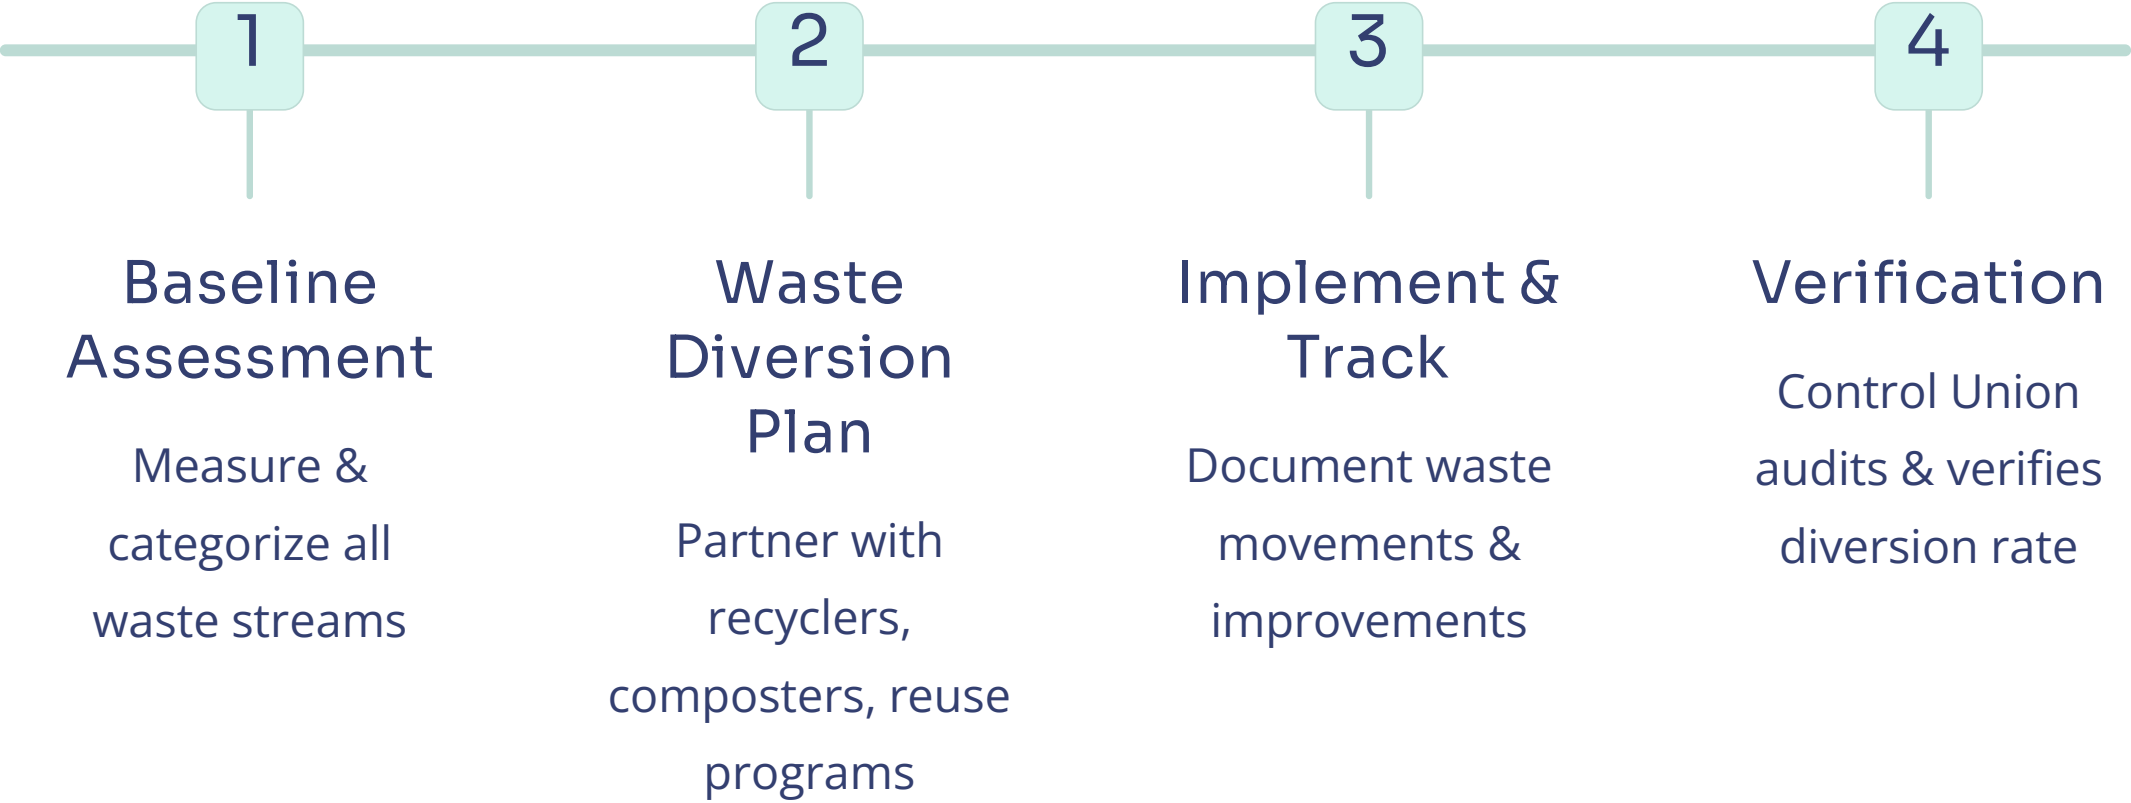 1
Baseline
Assessment
Measure &
categorize all
waste streams
2
Waste
Diversion
Plan
Partner with
recyclers,
composters, reuse
programs
3
Implement &
Track
Document waste
movements &
improvements
4
Verification
Control Union
audits & verifies
diversion rate